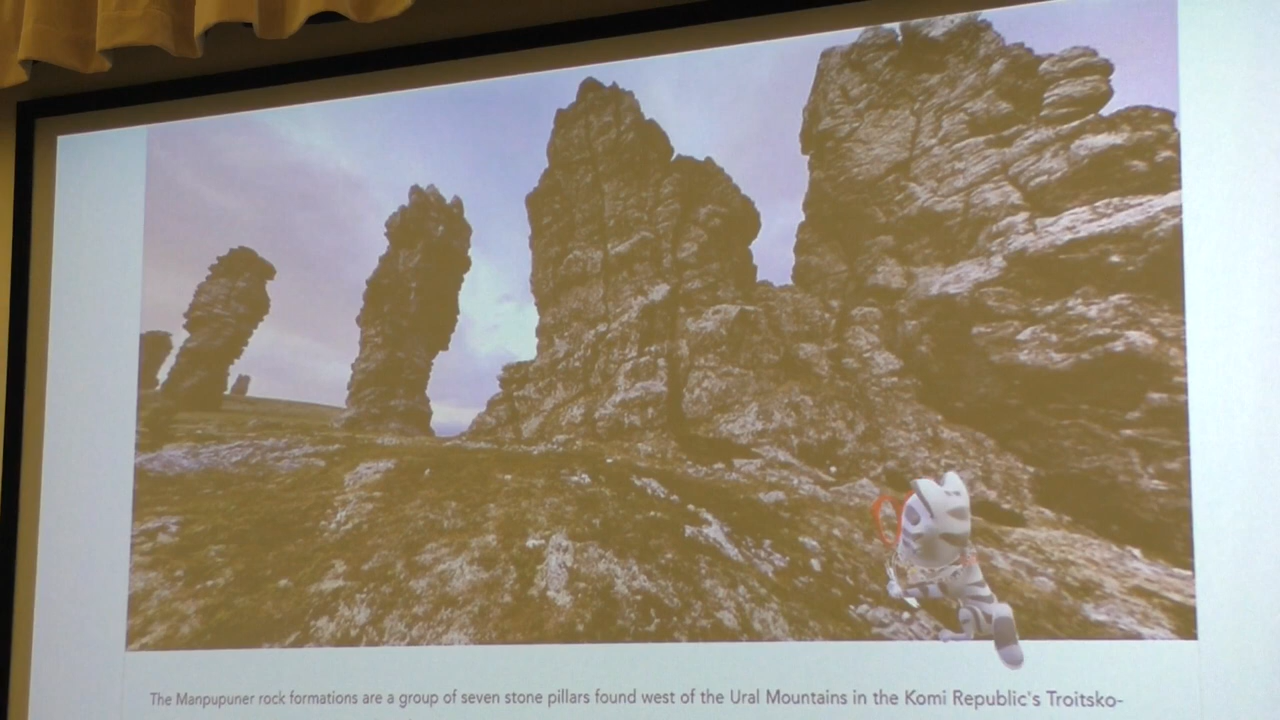 The Manpupuner rock formations are a group of seven stone pillars found west of the Ural Mountains in the Komi Republic's Troitsko-